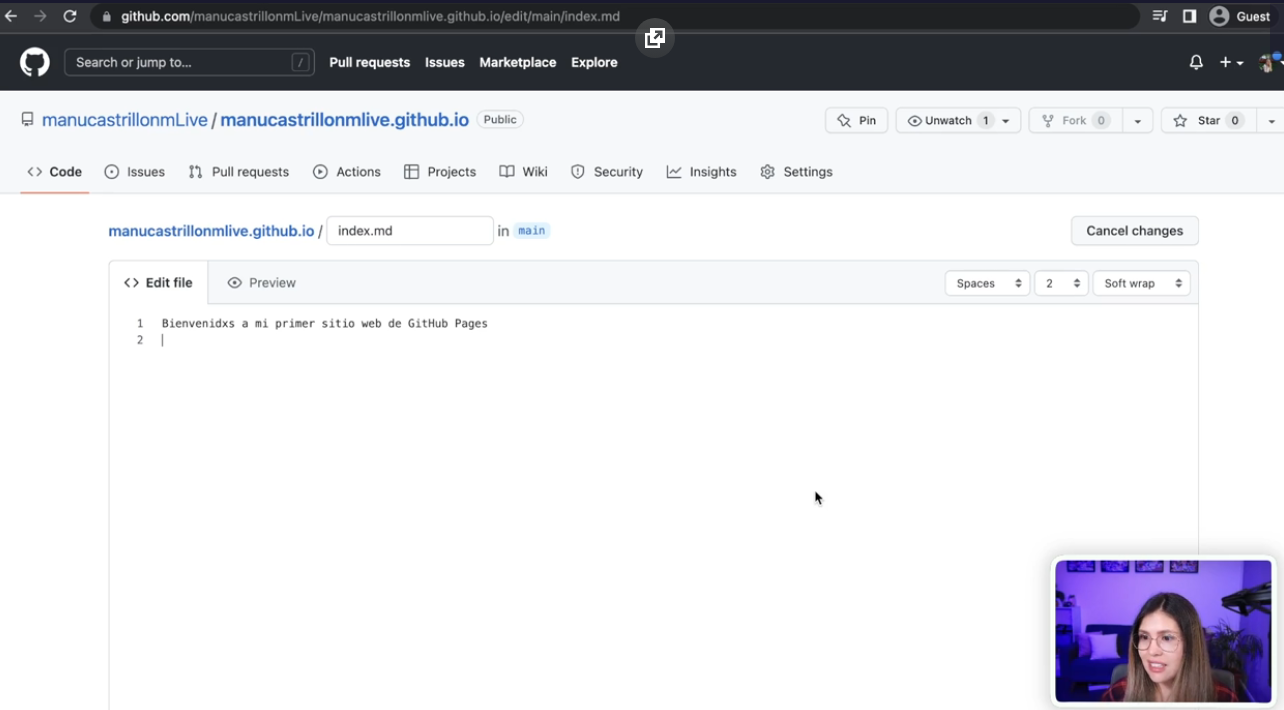 github.com/manucastrillonmLive/manucastrillonmlive.github.io/edit/main/index.md
Guest
Search or jump to... /
Pull requests Issues Marketplace Explore
manucastrillonmLive / manucastrillonmlive.github.io Public
Pin Unwatch 1 Fork 0 Star 0
Code Issues Pull requests Actions Projects Wiki Security Insights Settings
manucastrillonmlive.github.io / index.md in main Cancel changes
Edit file Preview Spaces 2 Soft wrap
1 Bienvenidxs a mi primer sitio web de GitHub Pages
2